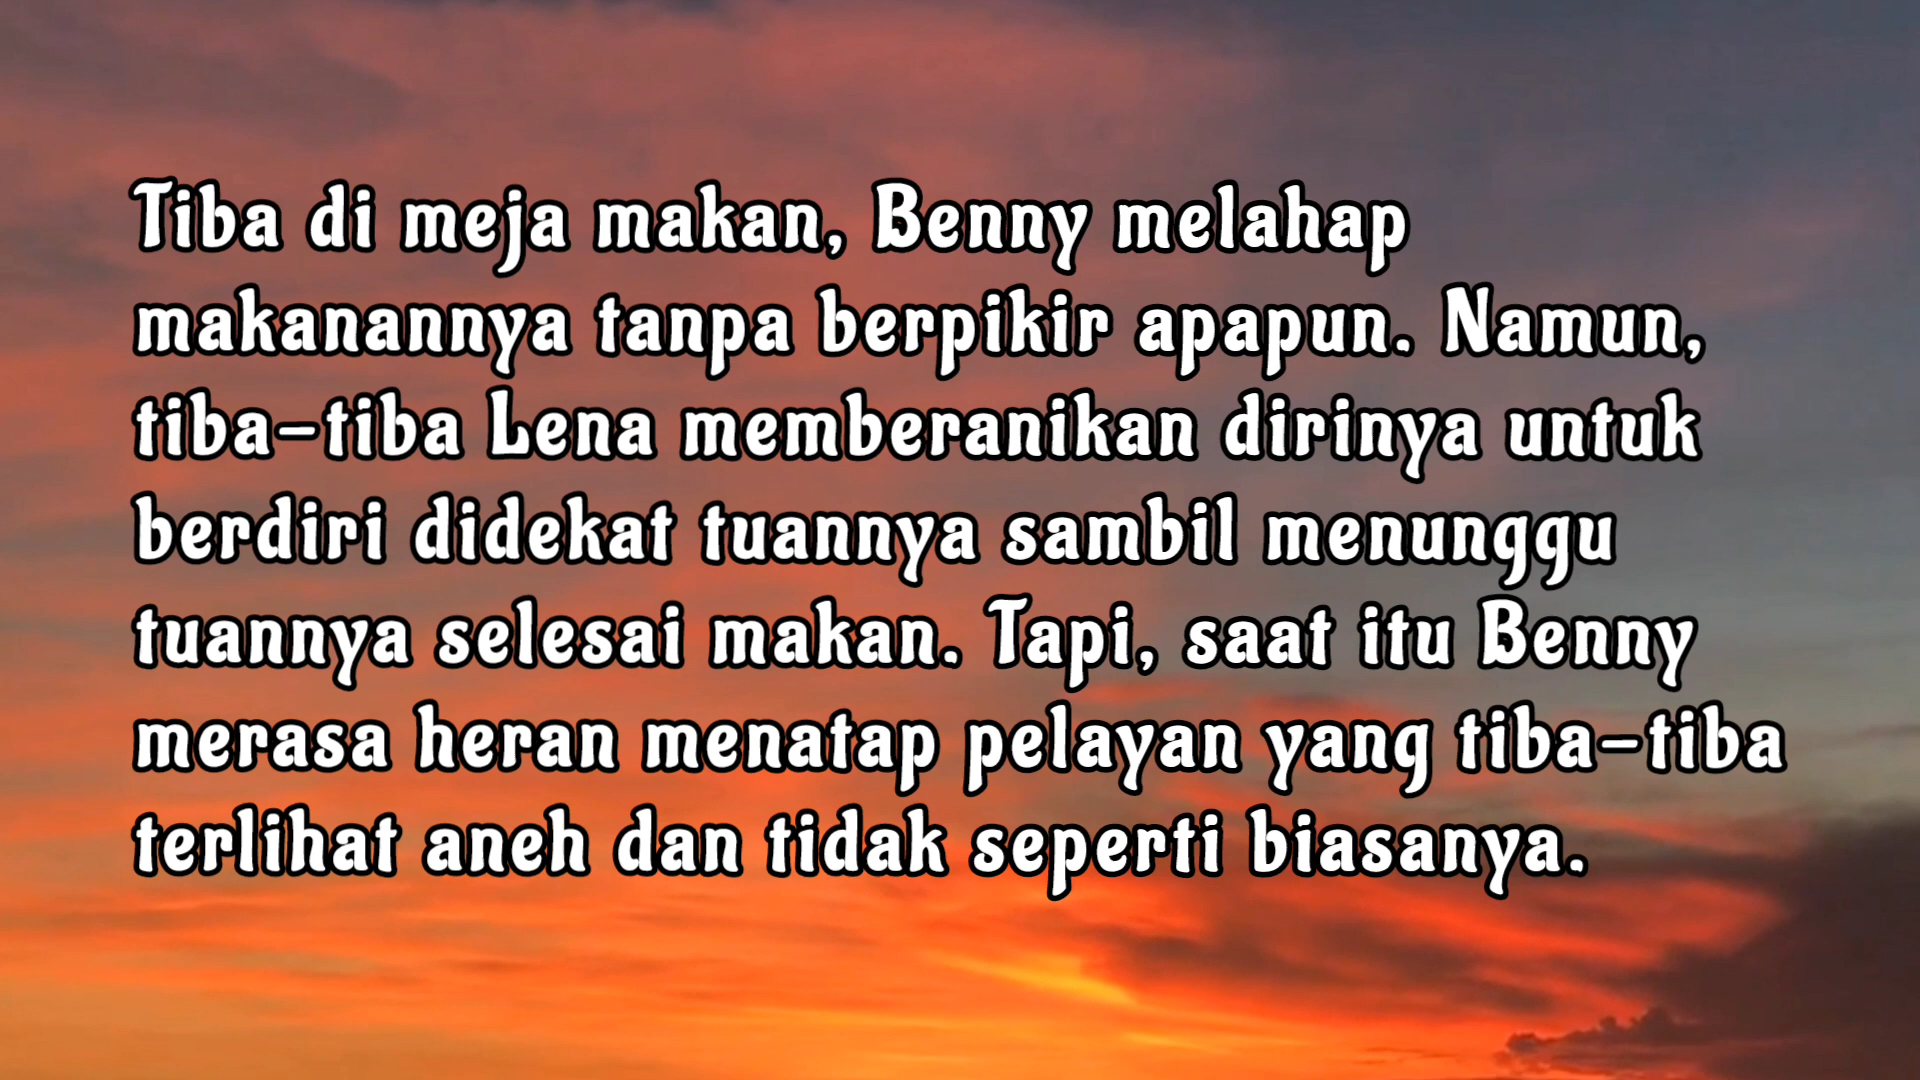 Tiba di meja makan, Benny melahap
makanannya tanpa berpikir apapun. Namun,
tiba-tiba Lena memberanikan dirinya untuk
berdiri didekat tuannya sambil menunggu
tuannya selesai makan. Tapi, saat itu Benny
merasa heran menatap pelayan yang tiba-tiba
terlihat aneh dan tidak seperti biasanya.